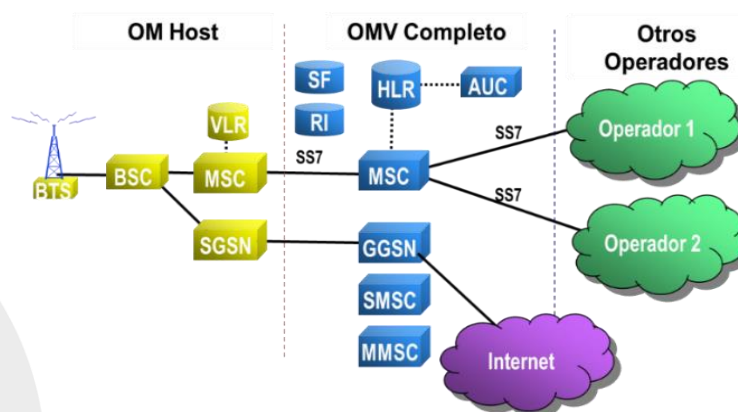 OM Host
OMV Completo
Otros
Operadores
SF
HLR
AUC
VLR
RI
Operador 1
SS7
BTS
BSC
MSC
SS7
MSC
SS7
SGSN
GGSN
Operador 2
SMSC
MMSC
Internet